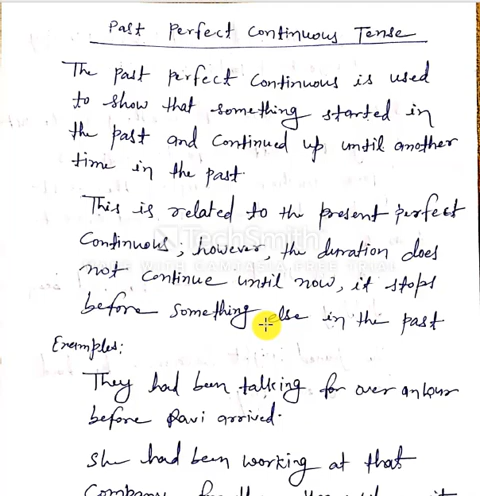 Past Perfect Continuous Tense
The past perfect continuous is used
to show that something started in
the past and continued up until another
time in the past.
This is related to the present perfect
Continuous, however, the duration does
TechSmith
not continue until now, it stops
before something else in the past
Examples:
They had been talking for over an hour
before Ravi arrived.
She had been working at that
Company for